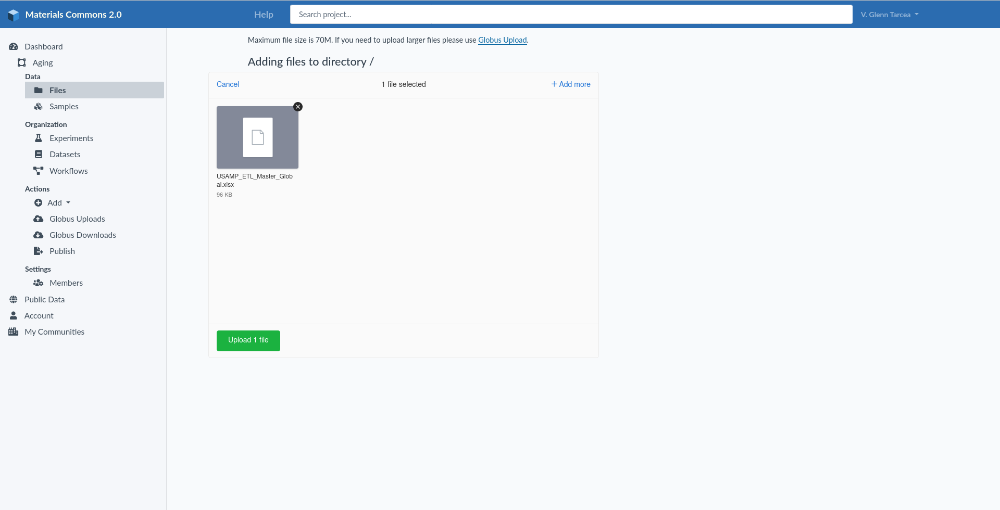 Materials Commons 2.0
Help
Search project...
V. Glenn Tarcea
Dashboard
Aging
Data
Files
Samples
Organization
Experiments
Datasets
Workflows
Actions
Add
Globus Uploads
Globus Downloads
Publish
Settings
Members
Public Data
Account
My Communities
Maximum file size is 70M. If you need to upload larger files please use Globus Upload.
Adding files to directory /
Cancel
1 file selected
+ Add more
USAMP_ETL_Master_Glob
al.xlsx
96 KB
Upload 1 file